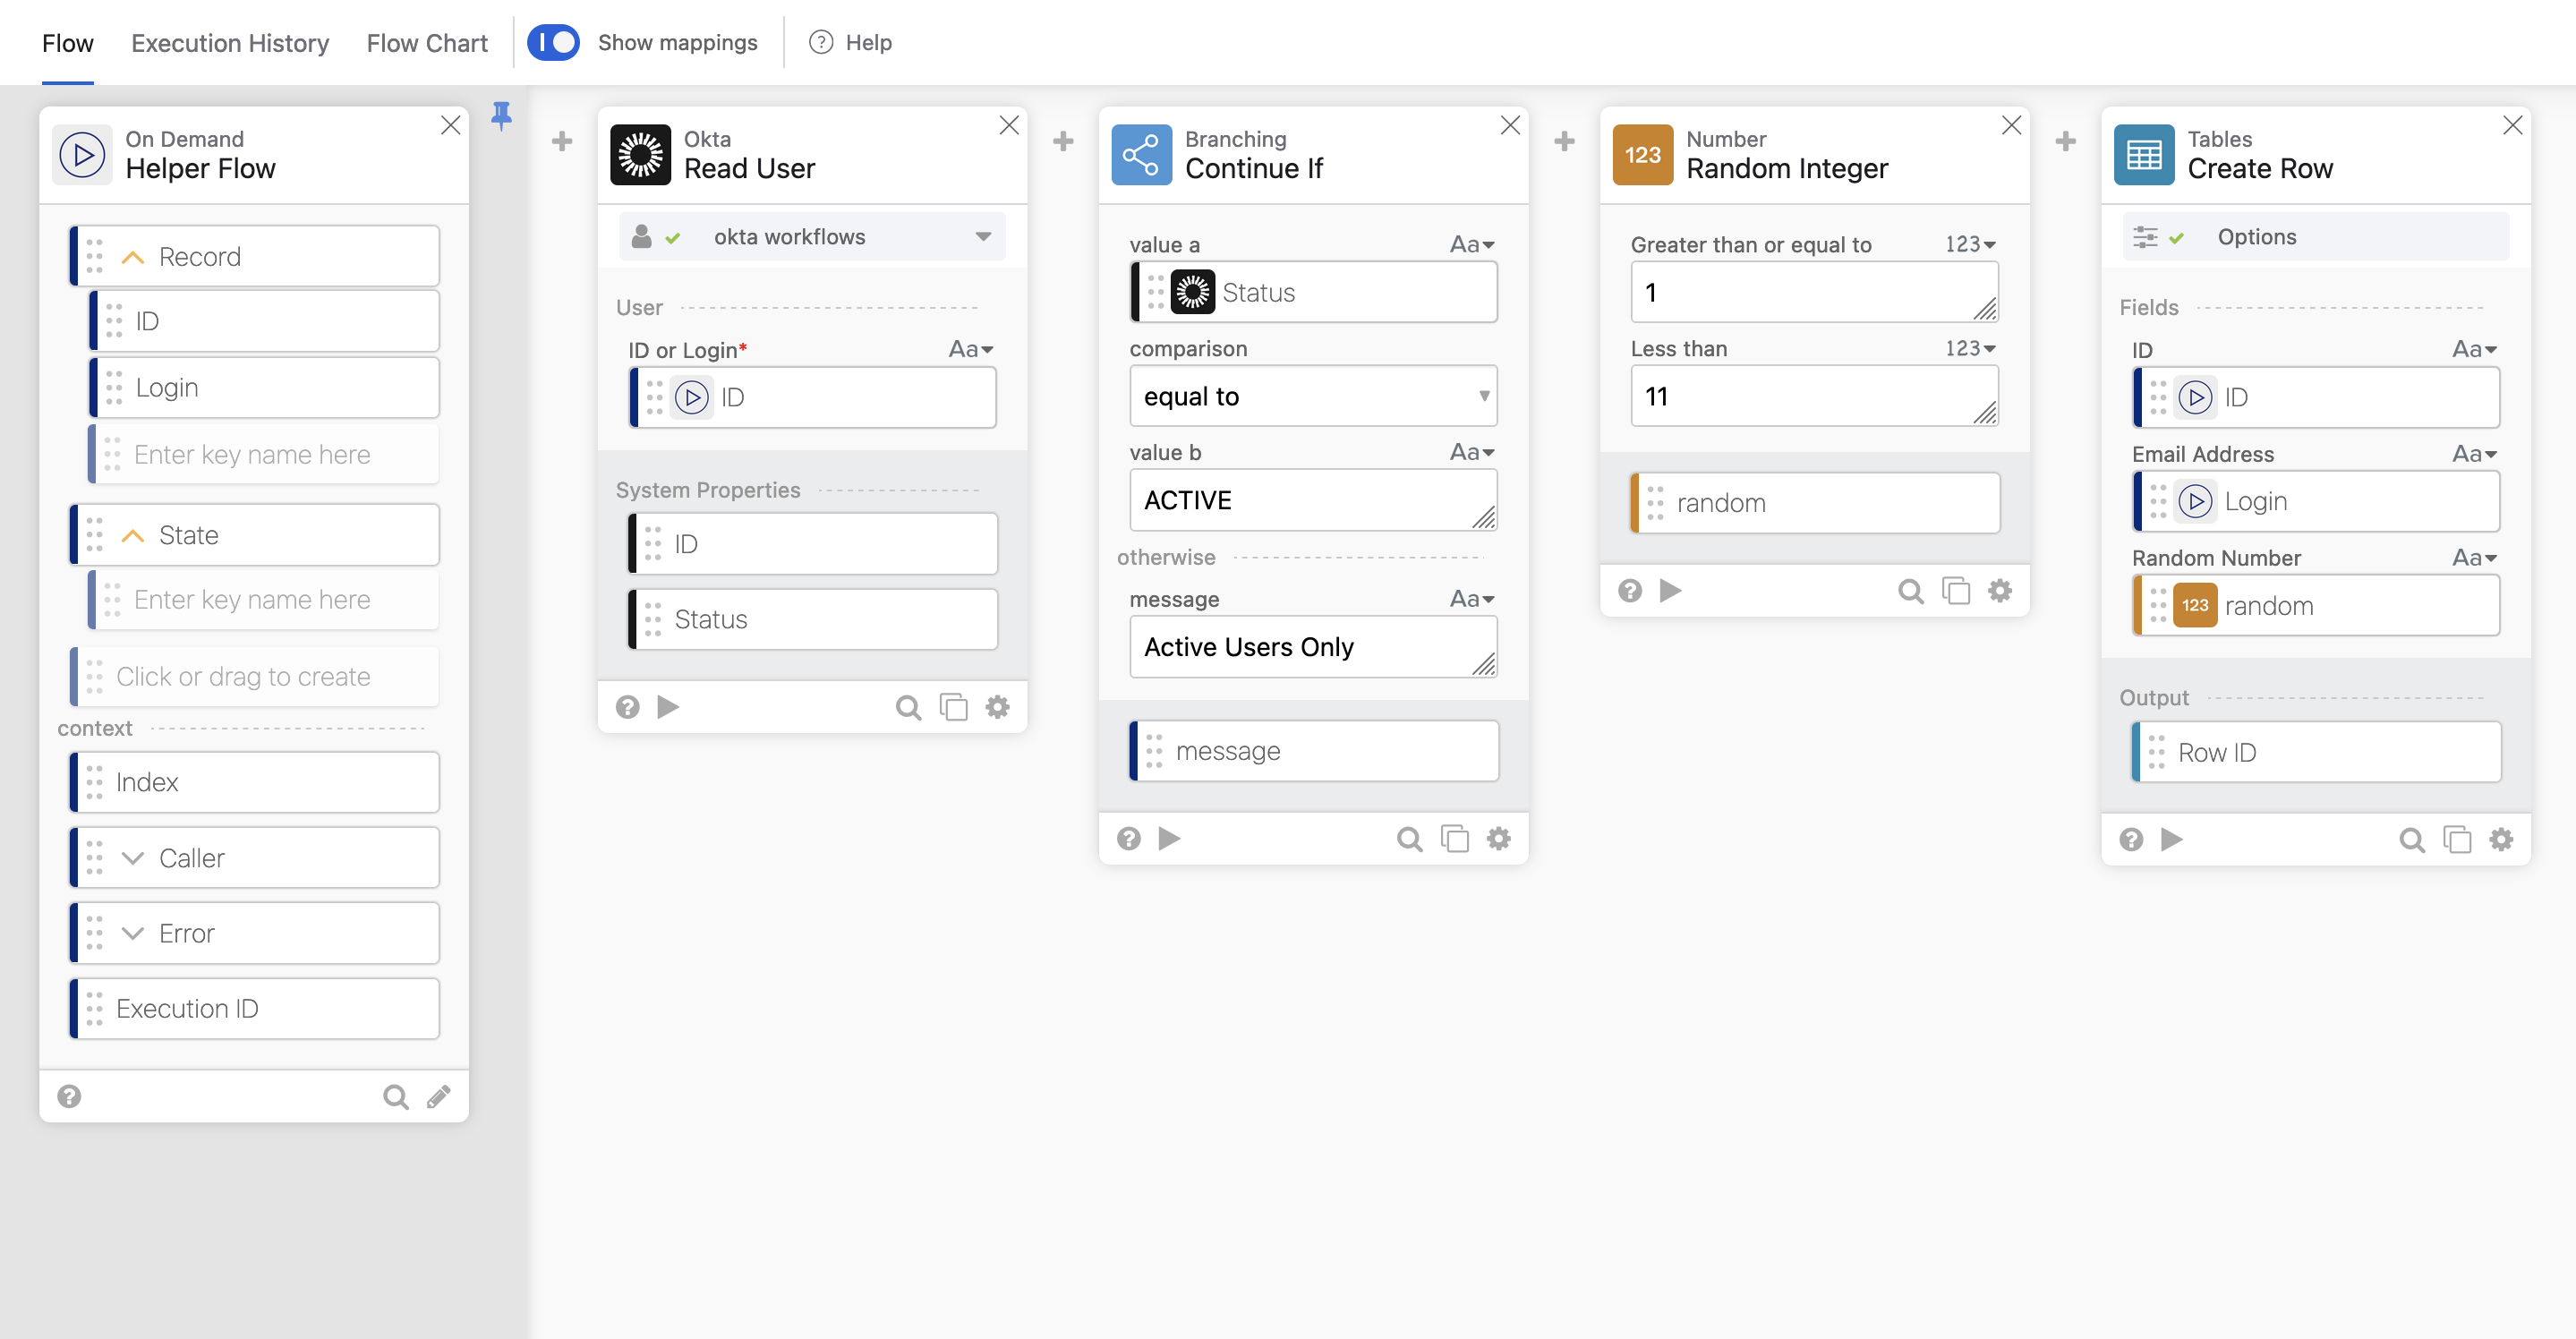 Flow
Execution History
Flow Chart
Show mappings
? Help
On Demand
Helper Flow
Record
ID
Login
Enter key name here
State
Enter key name here
Click or drag to create
context
Index
Caller
Error
Execution ID
?
Okta
Read User
okta workflows
User
ID or Login*
Aa
ID
System Properties
ID
Status
?
Branching
Continue If
value a
Aa
Status
comparison
equal to
value b
Aa
ACTIVE
otherwise
message
Aa
Active Users Only
message
?
123
Number
Random Integer
Greater than or equal to
123
1
Less than
123
11
random
?
Tables
Create Row
Options
Fields
ID
Aa
ID
Email Address
Aa
Login
Random Number
Aa
123
random
Output
Row ID
?